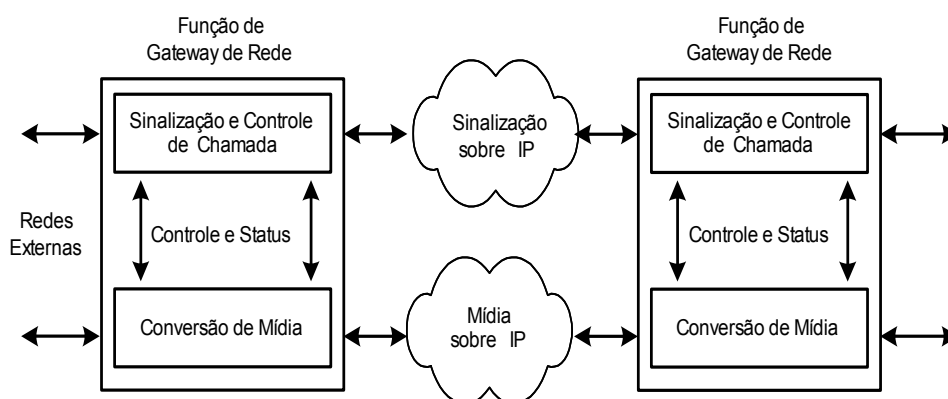 Função de
Gateway de Rede
Sinalização e Controle
de Chamada
Controle e Status
Conversão de Mídia
Redes
Externas
Sinalização
sobre IP
Mídia
sobre IP
Função de
Gateway de Rede
Sinalização e Controle
de Chamada
Controle e Status
Conversão de Mídia